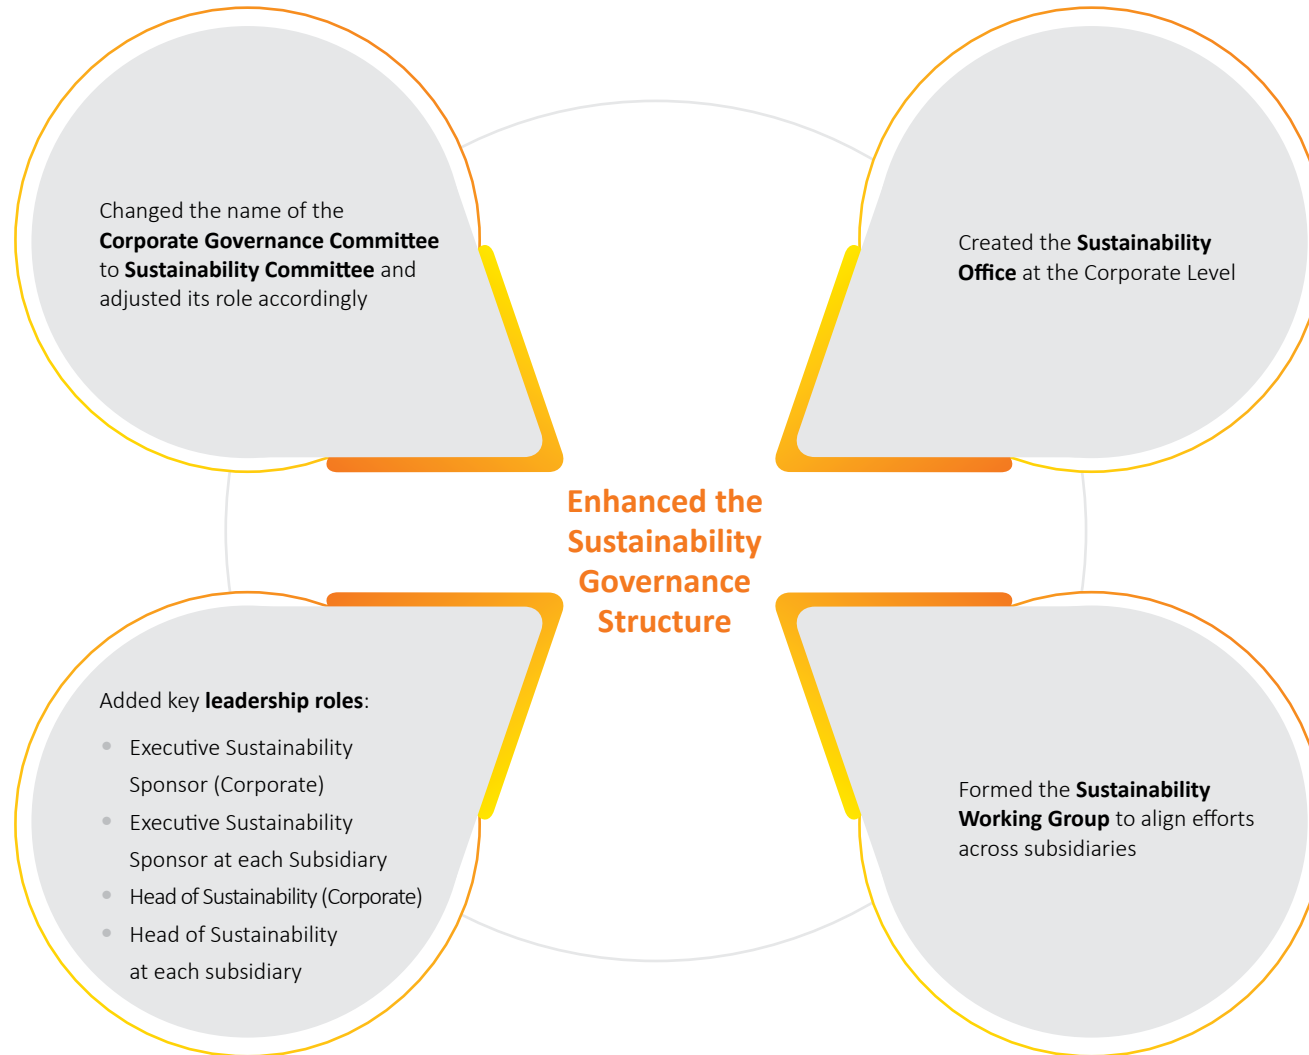 Changed the name of the
Corporate Governance Committee
to Sustainability Committee and
adjusted its role accordingly
Created the Sustainability
Office at the Corporate Level
Enhanced the
Sustainability
Governance
Structure
Added key leadership roles:
• Executive Sustainability
Sponsor (Corporate)
• Executive Sustainability
Sponsor at each Subsidiary
• Head of Sustainability (Corporate)
• Head of Sustainability
at each subsidiary
Formed the Sustainability
Working Group to align efforts
across subsidiaries